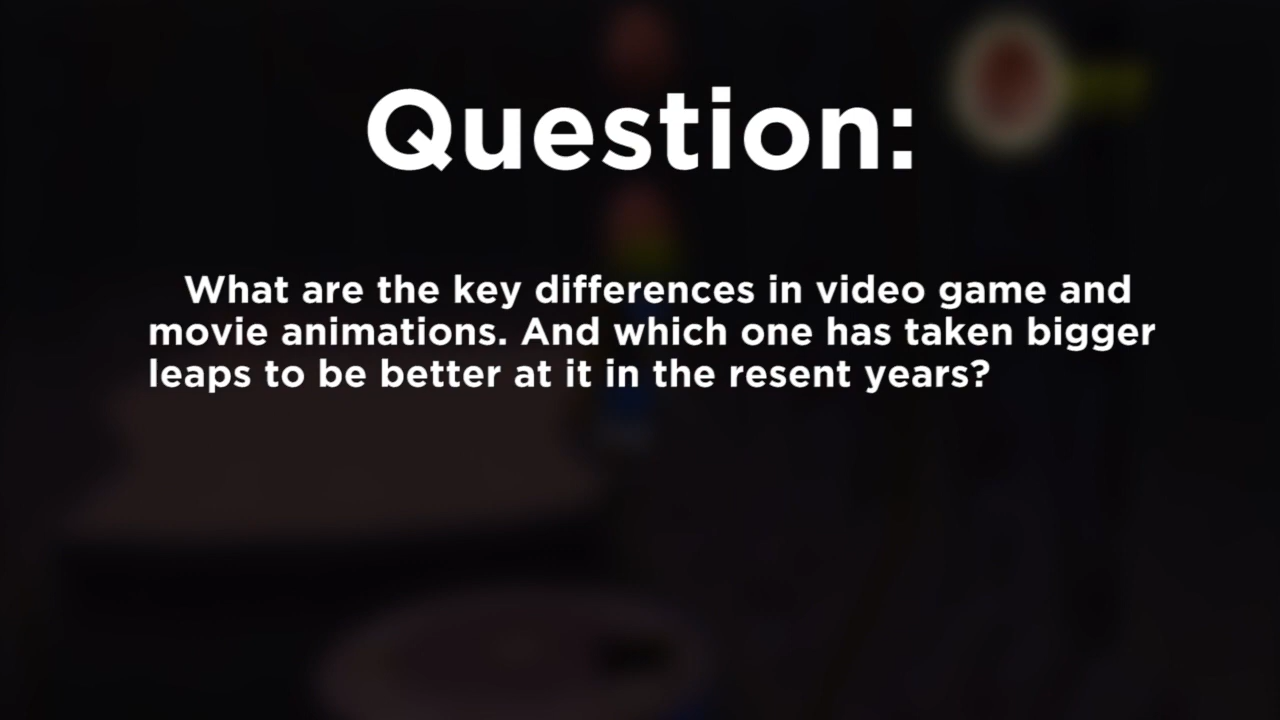 Question:
What are the key differences in video game and
movie animations. And which one has taken bigger
leaps to be better at it in the resent years?